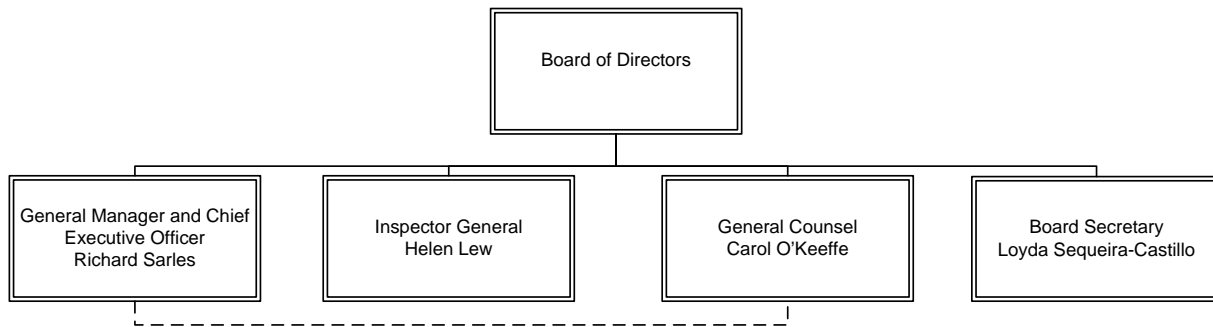 Board of Directors
General Manager and Chief
Executive Officer
Richard Sarles
Inspector General
Helen Lew
General Counsel
Carol O'Keeffe
Board Secretary
Loyda Sequeira-Castillo